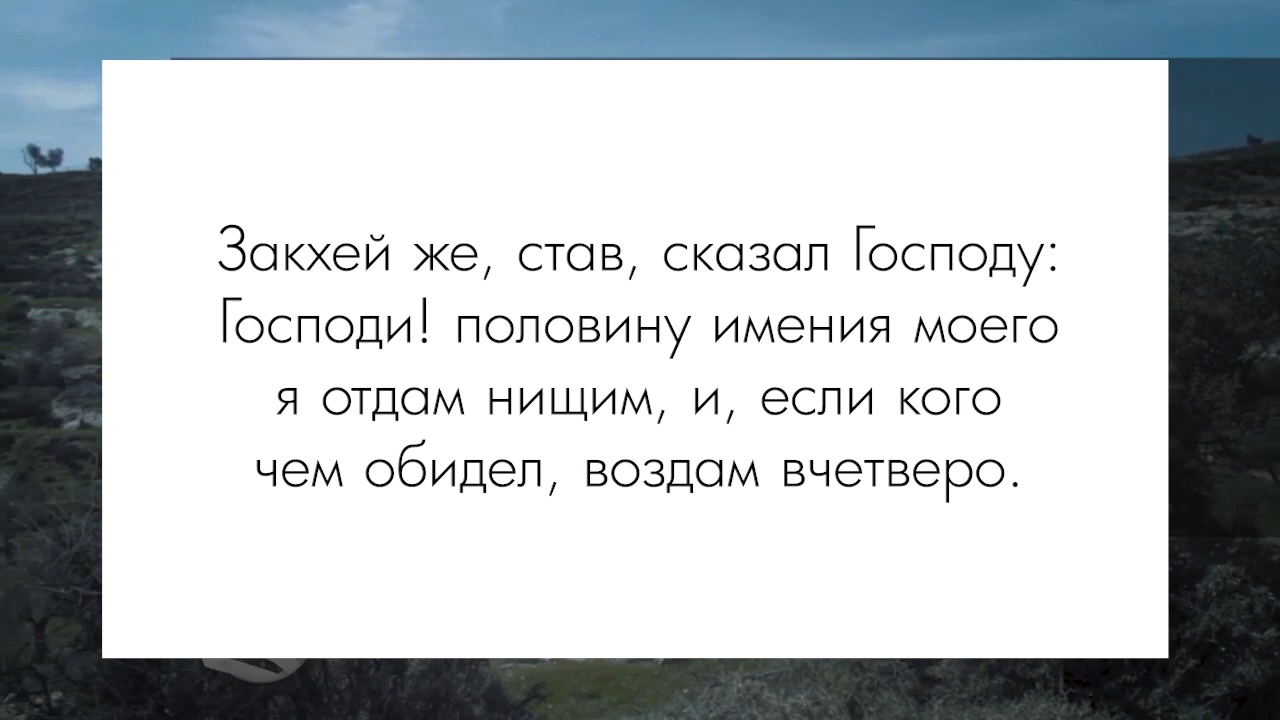 Закхей же, став, сказал Господу:
Господи! половину имения моего
я отдам нищим, и, если кого
чем обидел, воздам вчетверо.